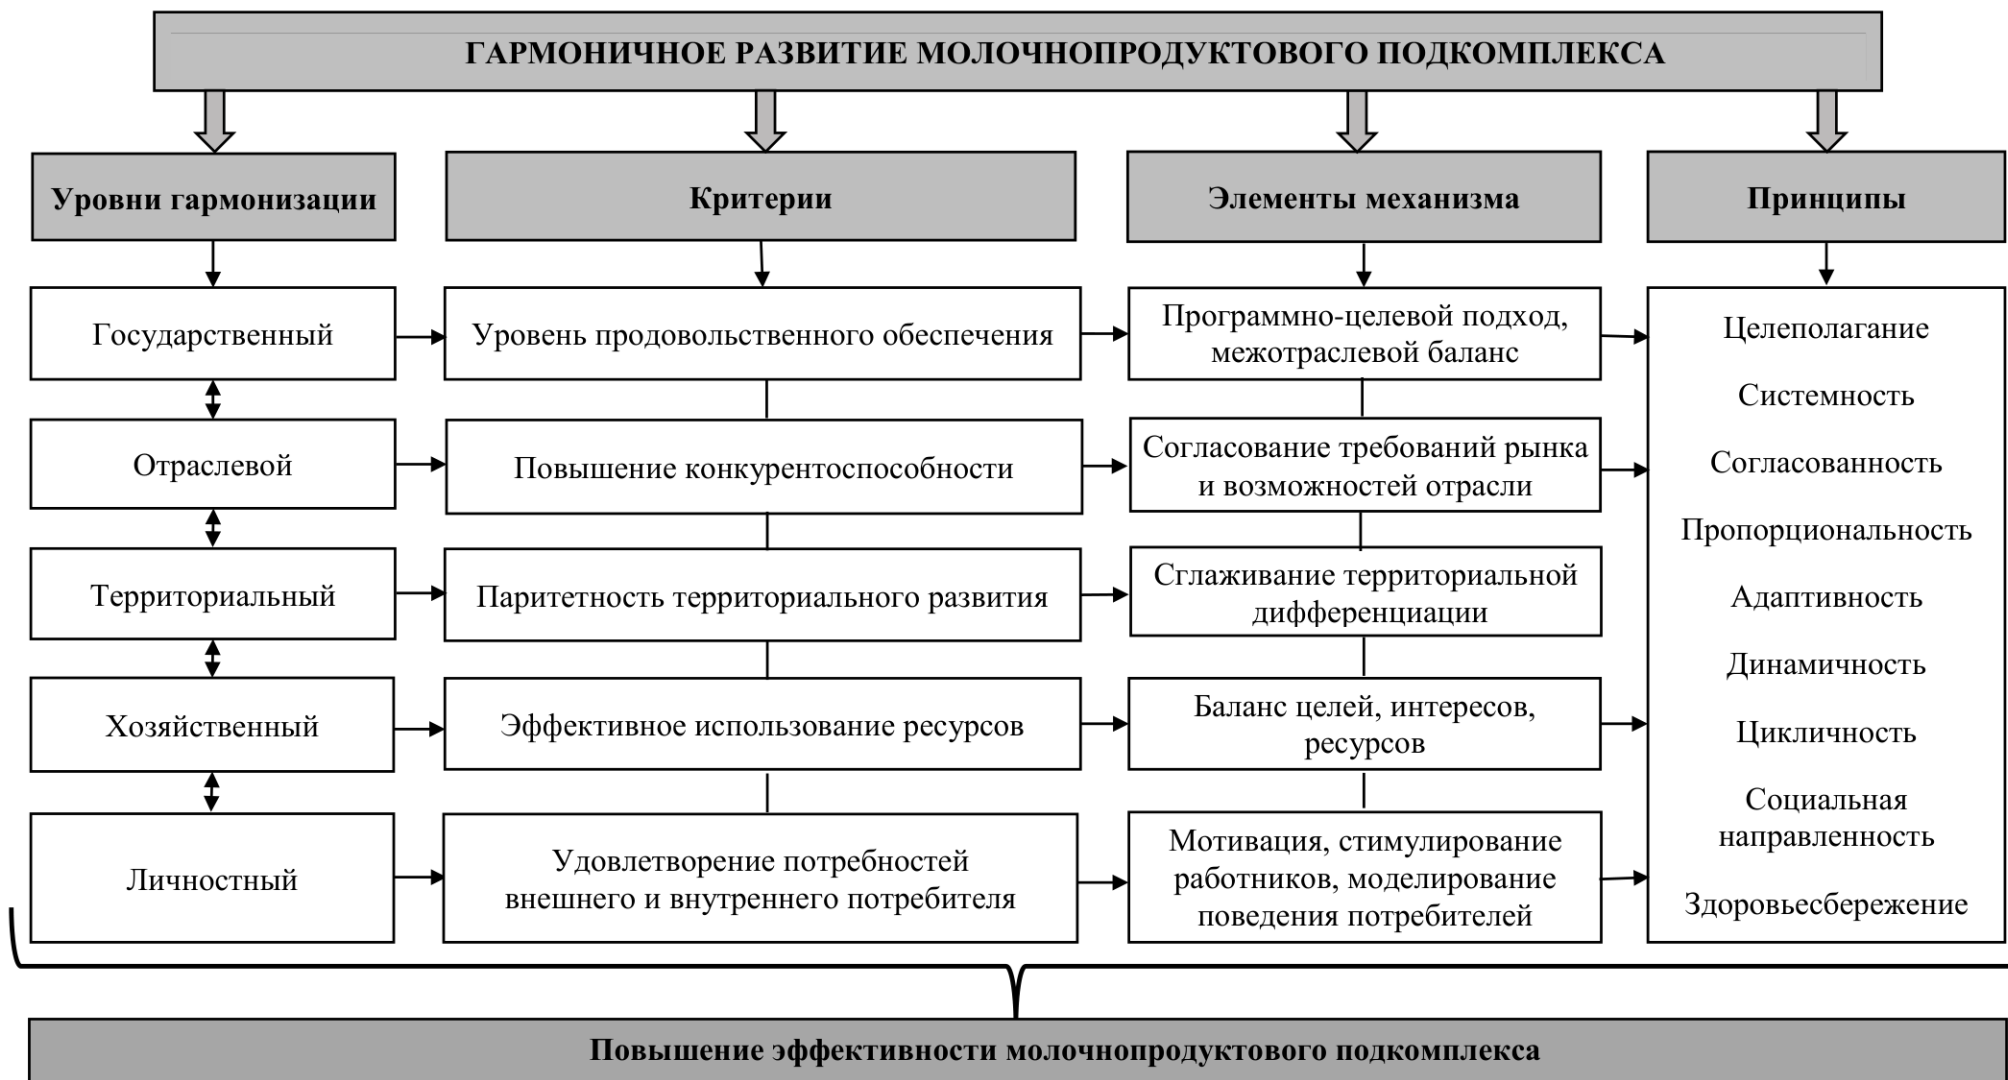 ГАРМОНИЧНОЕ РАЗВИТИЕ МОЛОЧНОПРОДУКТОВОГО ПОДКОМПЛЕКСА
Уровни гармонизации
Критерии
Элементы механизма
Принципы
Государственный
Уровень продовольственного обеспечения
Программно-целевой подход,
межотраслевой баланс
Отраслевой
Повышение конкурентоспособности
Согласование требований рынка
и возможностей отрасли
Территориальный
Паритетность территориального развития
Сглаживание территориальной
дифференциации
Хозяйственный
Эффективное использование ресурсов
Баланс целей, интересов,
ресурсов
Личностный
Удовлетворение потребностей
внешнего и внутреннего потребителя
Мотивация, стимулирование
работников, моделирование
поведения потребителей
Целеполагание
Системность
Согласованность
Пропорциональность
Адаптивность
Динамичность
Цикличность
Социальная
направленность
Здоровьесбережение
Повышение эффективности молочнопродуктового подкомплекса